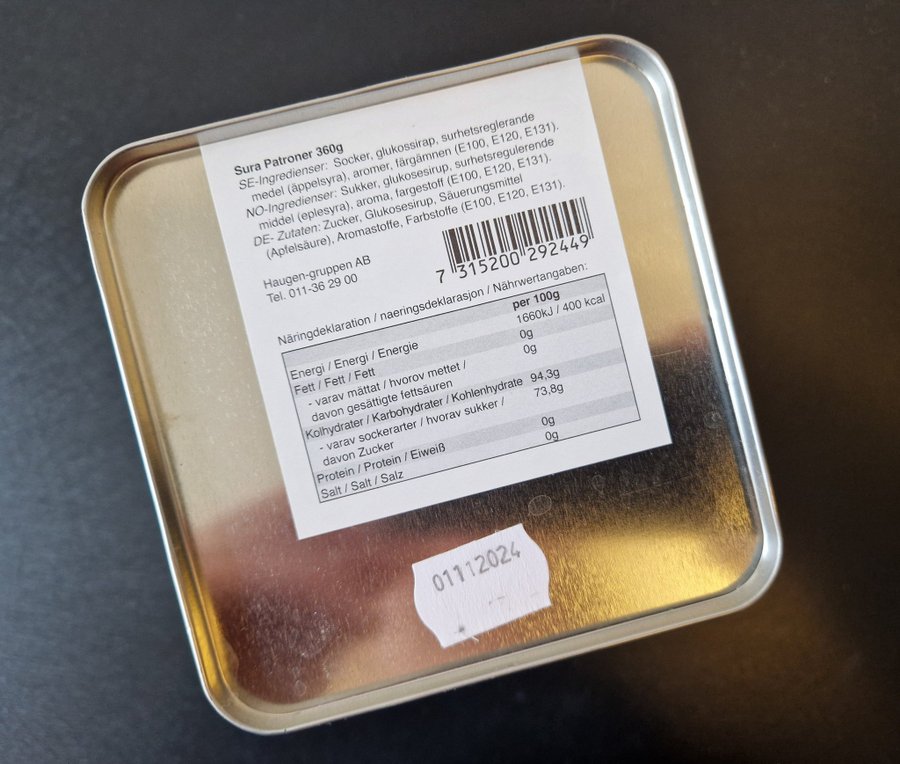 Sura Patroner 360g
SE-Ingredienser: Socker, glukossirap, surhetsreglerande
medel (äppelsyra), aromer, färgämnen (E100, E120, E131).
NO-Ingredienser: Sukker, glukosesirup, surhetsregulerende
middel (eplesyra), aroma, fargestoff (E100, E120, E131).
DE- Zutaten: Zucker, Glukosesirup, Säuerungsmittel
(Apfelsäure), Aromastoffe, Farbstoffe (E100, E120, E131).
Haugen-gruppen AB
Tel. 011-36 29 00
7 315200 292449
Näringdeklaration / naeringsdeklarasjon / Nährwertangaben:
per 100g
Energi / Energi / Energie 1660kJ / 400 kcal
Fett / Fett / Fett 0g
- varav mättat / hvorov mettet / 0g
davon gesättigte fettsäuren
Kolhydrater / Karbohydrater / Kohlenhydrate 94,3g
- varav sockerarter / hvorav sukker / 73,8g
davon Zucker
Protein / Protein / Eiweiß 0g
Salt / Salt / Salz 0g
01112024